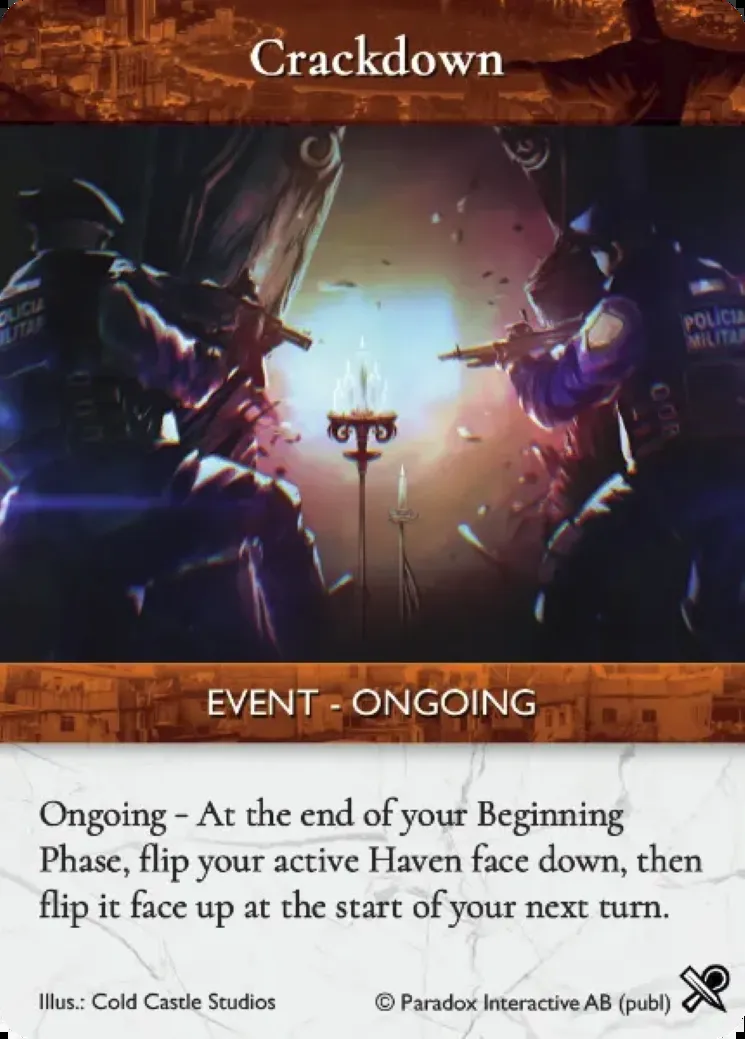 Crackdown
POLICIA
MILITAR
POLICIA
MILITAR
EVENT - ONGOING
Ongoing - At the end of your Beginning
Phase, flip your active Haven face down, then
flip it face up at the start of your next turn.
Illus.: Cold Castle Studios
© Paradox Interactive AB (publ)